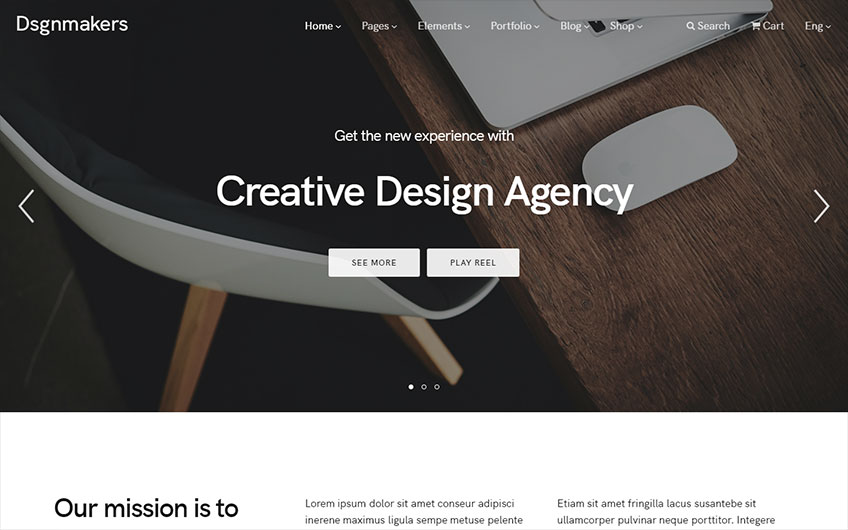 Dsgnmakers
Home Pages Elements Portfolio Blog Shop Search Cart Eng
Get the new experience with
Creative Design Agency
SEE MORE PLAY REEL
Our mission is to
Lorem ipsum dolor sit amet conseur adipisci
inerene maximus ligula sempe metuse pelente
Etiam sit amet fringilla lacus susantebe sit
ullamcorper pulvinar neque porttitor. Integere